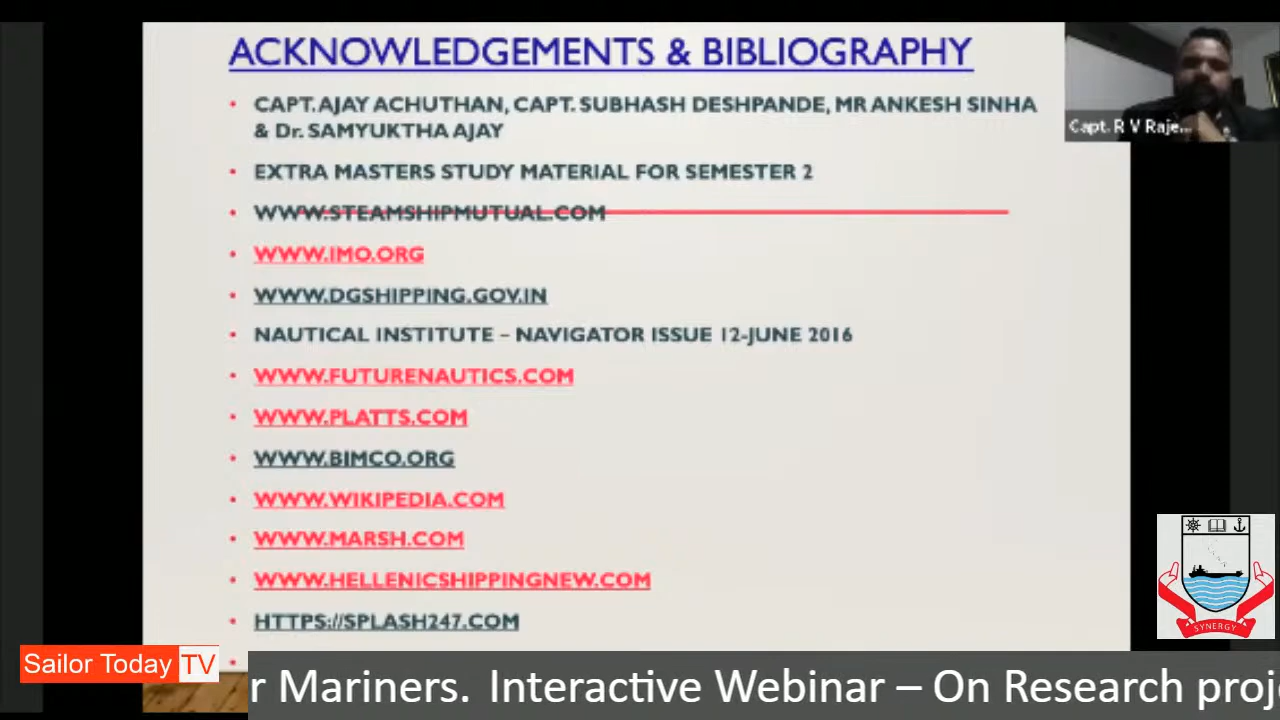 ACKNOWLEDGEMENTS & BIBLIOGRAPHY
• CAPT. AJAY ACHUTHAN, CAPT. SUBHASH DESHPANDE, MR ANKESH SINHA
& Dr. SAMYUKTHA AJAY
• EXTRA MASTERS STUDY MATERIAL FOR SEMESTER 2
• WWW.STEAMSHIPMUTUAL.COM
• WWW.IMO.ORG
• WWW.DGSHIPPING.GOV.IN
• NAUTICAL INSTITUTE – NAVIGATOR ISSUE 12-JUNE 2016
• WWW.FUTURENAUTICS.COM
• WWW.PLATTS.COM
• WWW.BIMCO.ORG
• WWW.WIKIPEDIA.COM
• WWW.MARSH.COM
• WWW.HELLENICSHIPPINGNEW.COM
• HTTPS://SPLASH247.COM
Capt. R V Raje...
SYNERGY
Sailor Today TV
r Mariners. Interactive Webinar – On Research proj